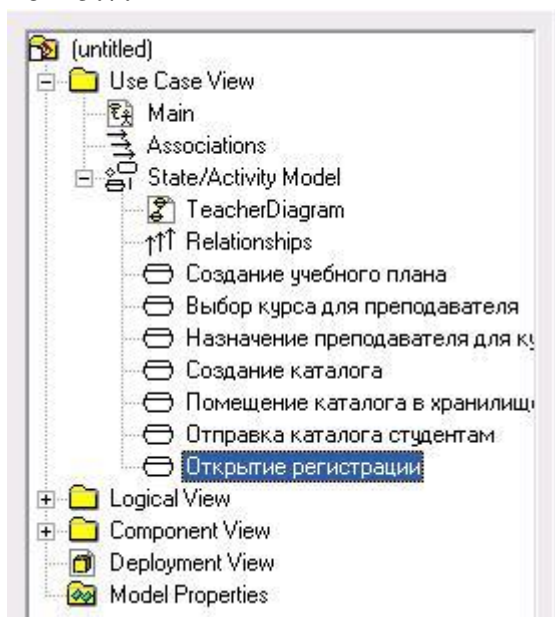 (untitled)
Use Case View
Main
Associations
State/Activity Model
TeacherDiagram
Relationships
Создание учебного плана
Выбор курса для преподавателя
Назначение преподавателя для
Создание каталога
Помещение каталога в
Отправка каталога студентам
Открытие регистрации
Logical View
Component View
Deployment View
Model Properties